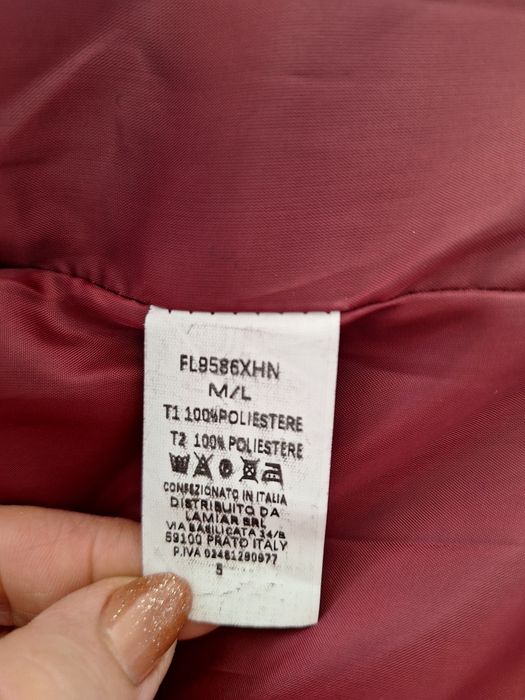 FL9586XHN
M/L
T1 100%POLIESTERE
T2 100% POLIESTERE
CONFEZIONATO IN ITALIA
DISTRIBUITO DA
LAMIAR SRL
VIA BASILICATA 34/B
59100 PRATO ITALY
P.IVA 02481290977
5